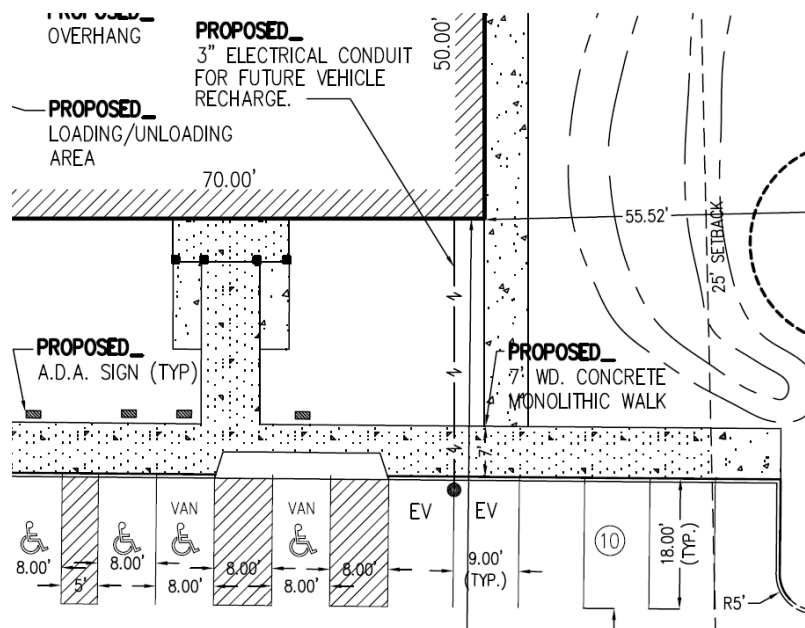 PROPOSED_
OVERHANG
PROPOSED_
3" ELECTRICAL CONDUIT
FOR FUTURE VEHICLE
RECHARGE.
50.00'
PROPOSED_
LOADING/UNLOADING
AREA
70.00'
55.52'
25' SETBACK
PROPOSED_
A.D.A. SIGN (TYP)
PROPOSED_
7' WD. CONCRETE
MONOLITHIC WALK
7'
VAN
VAN
EV
EV
10
18.00'
(TYP.)
8.00'
8.00'
8.00'
8.00'
9.00'
(TYP.)
5'
8.00'
8.00'
R5'